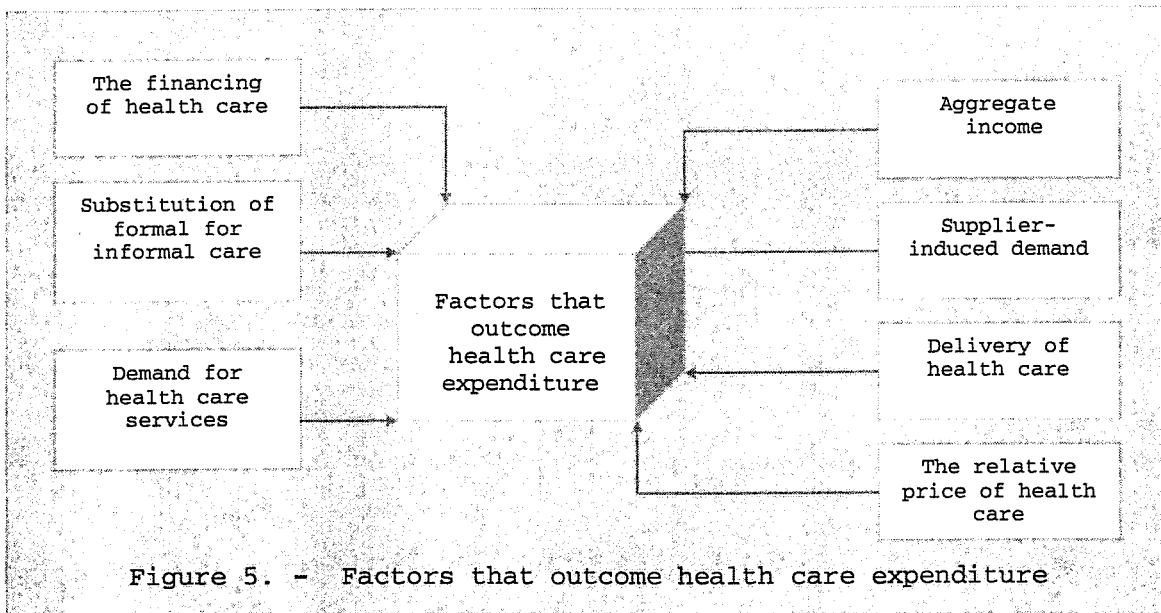 The financing
of health care
Substitution of
formal for
informal care
Demand for
health care
services
Factors that
outcome
health care
expenditure
Aggregate
income
Supplier-
induced demand
Delivery of
health care
The relative
price of health
care
Figure 5. - Factors that outcome health care expenditure